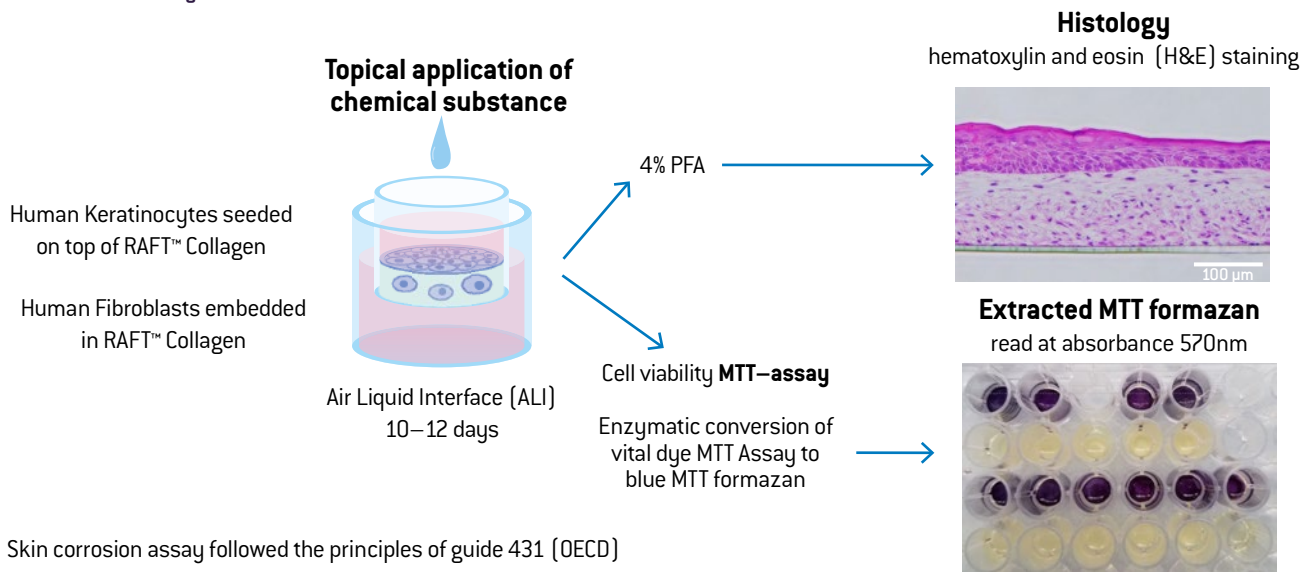 Histology
hematoxylin and eosin (H&E) staining
Topical application of
chemical substance
4% PFA
Human Keratinocytes seeded
on top of RAFT™ Collagen
Human Fibroblasts embedded
in RAFT™ Collagen
100 µm
Extracted MTT formazan
read at absorbance 570nm
Air Liquid Interface (ALI)
10–12 days
Cell viability MTT–assay
Enzymatic conversion of
vital dye MTT Assay to
blue MTT formazan
Skin corrosion assay followed the principles of guide 431 (OECD)